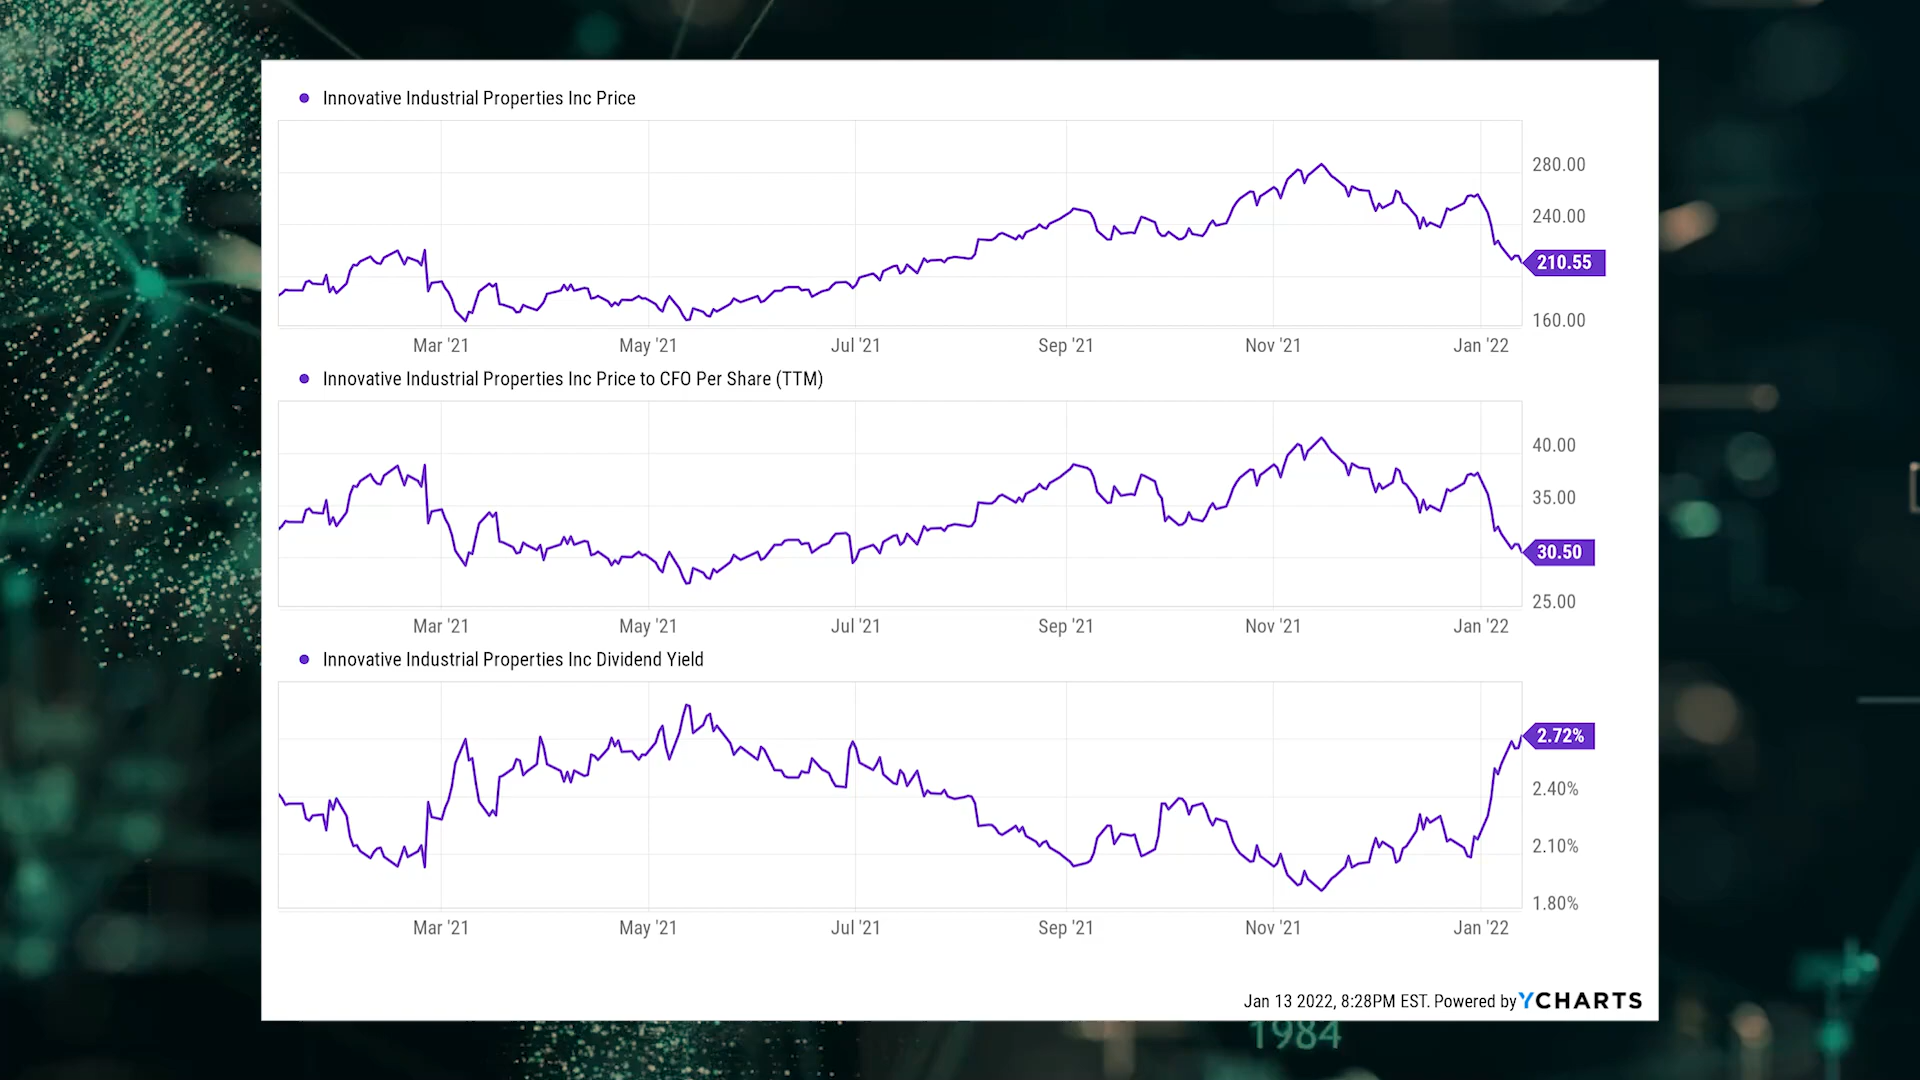 Innovative Industrial Properties Inc Price
280.00
240.00
210.55
160.00
Mar '21 May '21 Jul '21 Sep '21 Nov '21 Jan '22
Innovative Industrial Properties Inc Price to CFO Per Share (TTM)
40.00
35.00
30.50
25.00
Mar '21 May '21 Jul '21 Sep '21 Nov '21 Jan '22
Innovative Industrial Properties Inc Dividend Yield
2.72%
2.40%
2.10%
1.80%
Mar '21 May '21 Jul '21 Sep '21 Nov '21 Jan '22
Jan 13 2022, 8:28PM EST. Powered by YCHARTS
1984